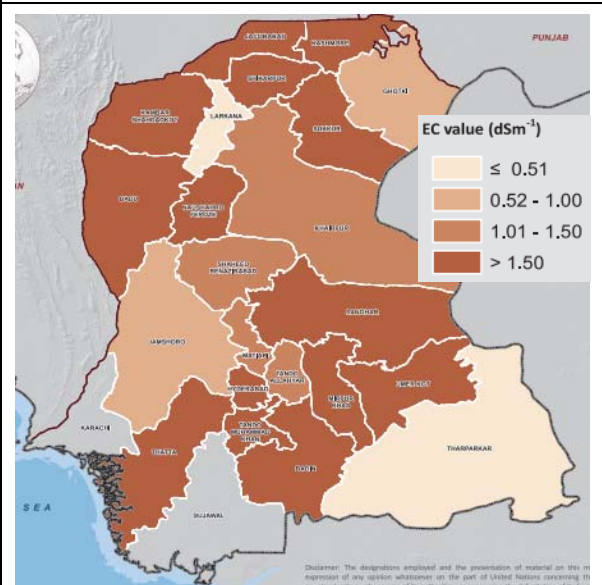 JACOBABAD
KASHMORE
PUNJAB
SHIKARPUR
GHOTKI
KAMBAR
SHAHDADKOT
LARKANA
SUKKUR
EC value (dSm⁻¹)
≤ 0.51
0.52 - 1.00
1.01 - 1.50
> 1.50
DADU
NAUSHAHRO
FEROZE
KHAIRPUR
SHAHEED
BENAZIRABAD
SANGHAR
JAMSHORO
MATIARI
TANDO
ALLAHYAR
HYDERABAD
MIRPUR
KHAS
UMERKOT
KARACHI
TANDO
MUHAMMAD
KHAN
THATTA
BADIN
THARPARKAR
SUJAWAL
SEA
Disclaimer: The designations employed and the presentation of material on this m
expression of any opinion whatsoever on the part of United Nations concerning th